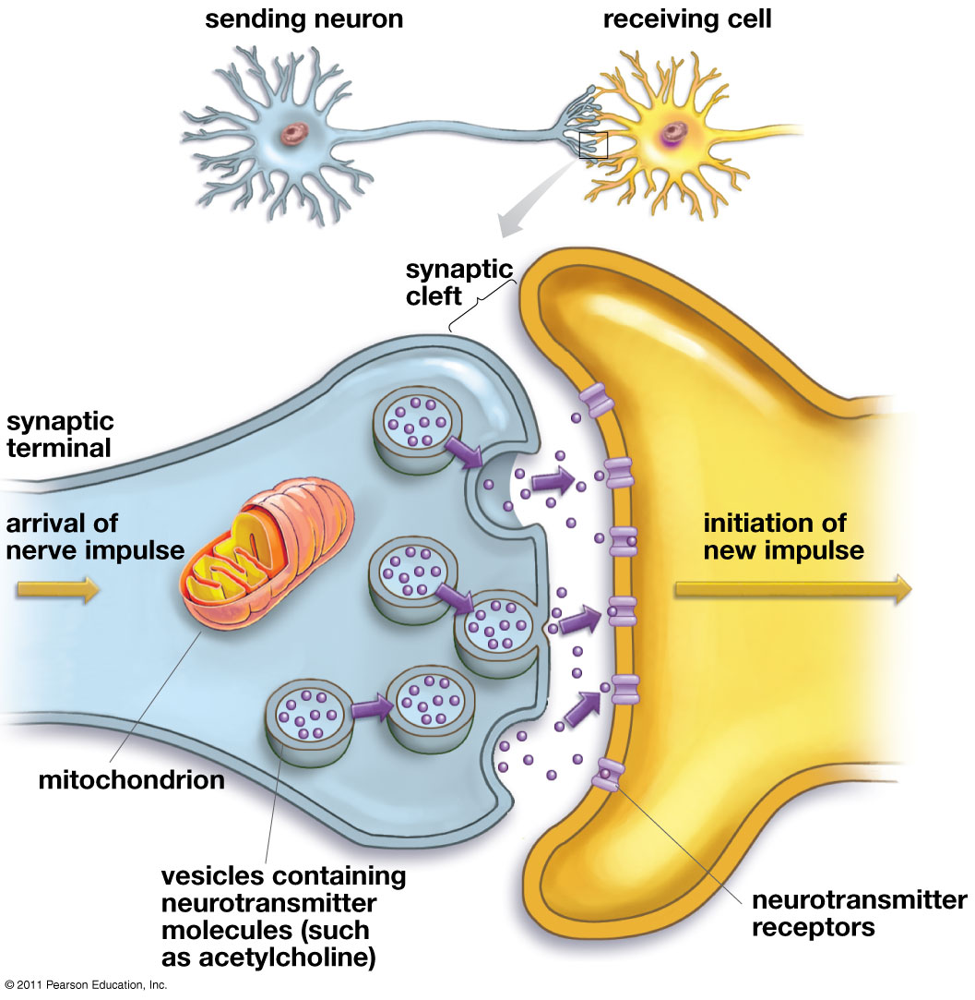 sending neuron
receiving cell
synaptic
cleft
synaptic
terminal
arrival of
nerve impulse
initiation of
new impulse
mitochondrion
vesicles containing
neurotransmitter
molecules (such
as acetylcholine)
neurotransmitter
receptors
© 2011 Pearson Education, Inc.